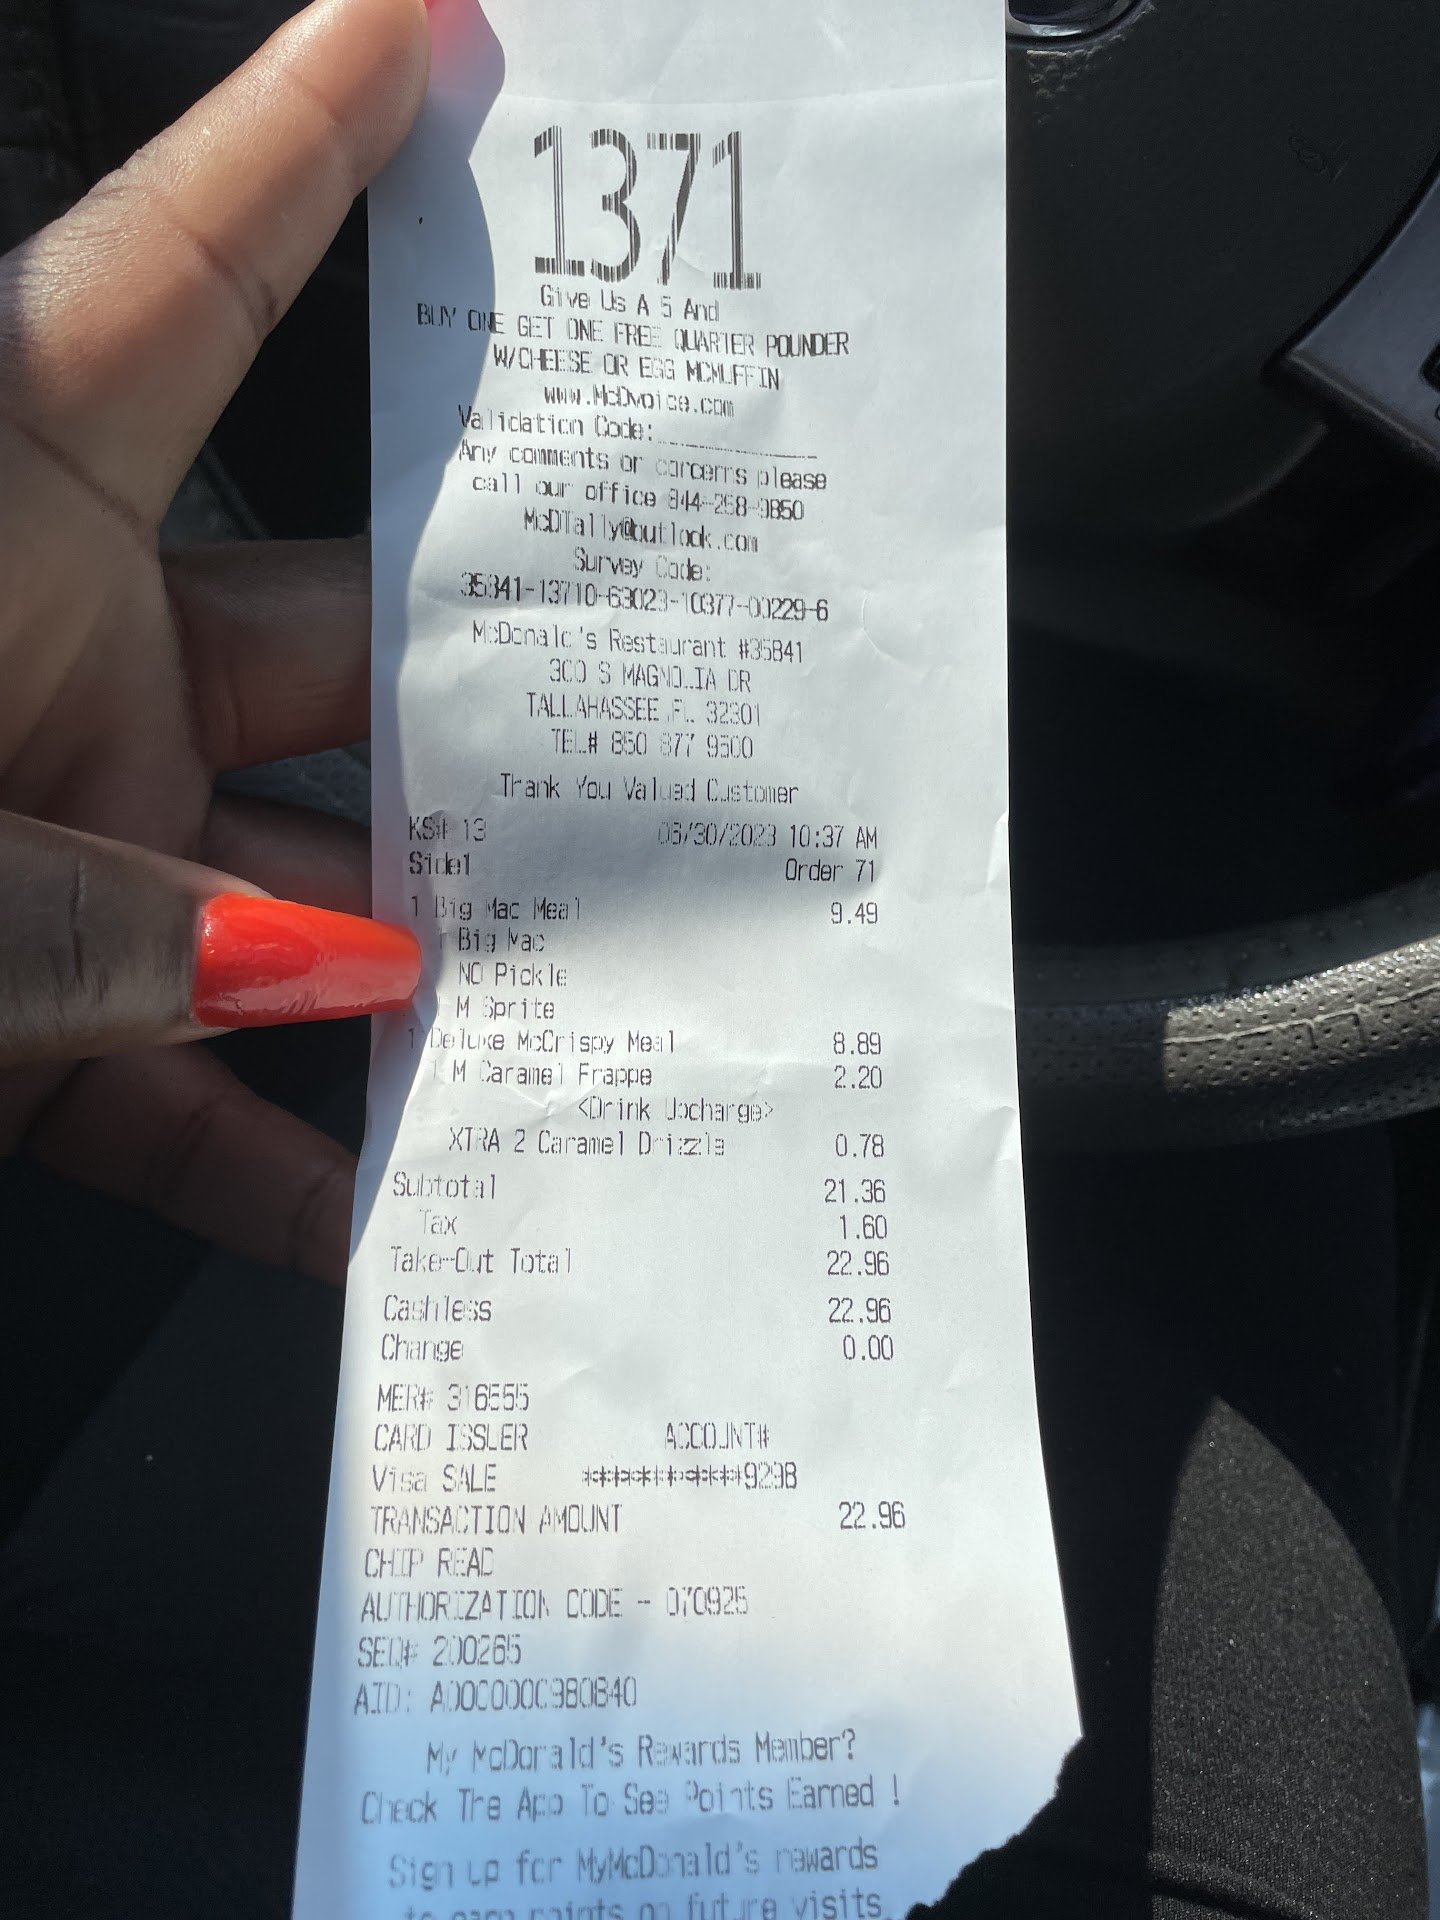 1371
Give Us A 5 And
BUY ONE GET ONE FREE QUARTER POUNDER
W/CHEESE OR EGG MCMUFFIN
www.McDvoice.com
Validation Code:
Any comments or concerns please
call our office 844-258-9850
McDTally@outlook.com
Survey Code:
35841-13710-63023-10377-00229-6
McDonald's Restaurant #35841
300 S MAGNOLIA DR
TALLAHASSEE ,FL. 32301
TEL# 850 877 9500
Thank You Valued Customer
KS# 13 06/30/2023 10:37 AM
Side1 Order 71
1 Big Mac Meal 9.49
1 Big Mac
NO Pickle
M Sprite
1 Deluxe McCrispy Meal 8.89
1 M Caramel Frappe 2.20
<Drink Upcharge>
XTRA 2 Caramel Drizzle 0.78
Subtotal 21.36
Tax 1.60
Take-Out Total 22.96
Cashless 22.96
Change 0.00
MER# 316555
CARD ISSUER ACCOUNT#
Visa SALE ************9298
TRANSACTION AMOUNT 22.96
CHIP READ
AUTHORIZATION CODE - 070925
SEQ# 200265
AID: A0000000980840
My McDonald's Rewards Member?
Check The App To See Points Earned !
Sign up for MyMcDonald's rewards
to earn points on future visits.